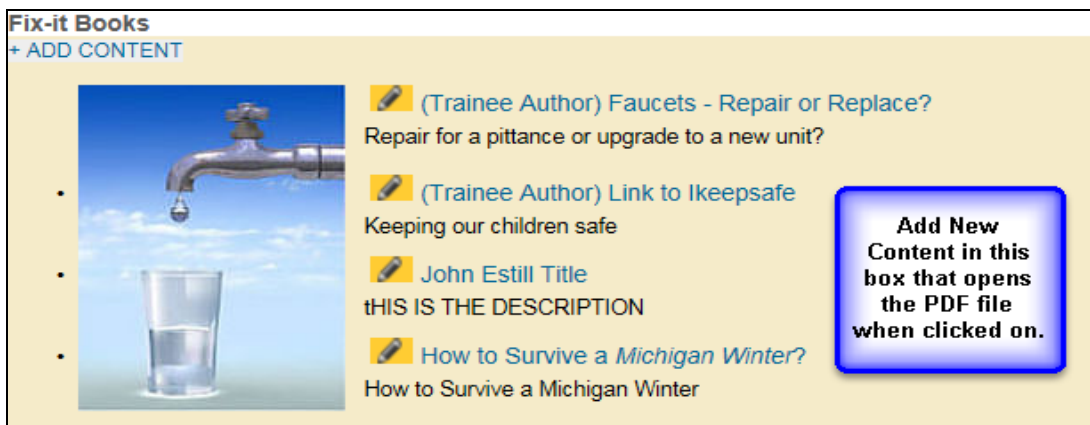 Fix-it Books
+ ADD CONTENT
(Trainee Author) Faucets - Repair or Replace?
Repair for a pittance or upgrade to a new unit?
(Trainee Author) Link to Ikeepsafe
Keeping our children safe
John Estill Title
tHIS IS THE DESCRIPTION
How to Survive a Michigan Winter?
How to Survive a Michigan Winter
Add New
Content in this
box that opens
the PDF file
when clicked on.